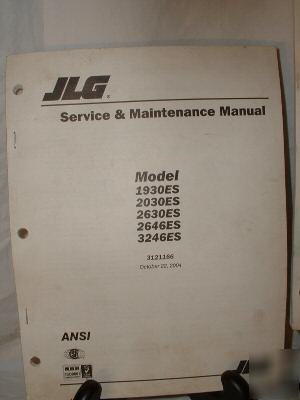 JLG
Service & Maintenance Manual
Model
1930ES
2030ES
2630ES
2646ES
3246ES
3121166
October 22, 2004
ANSI